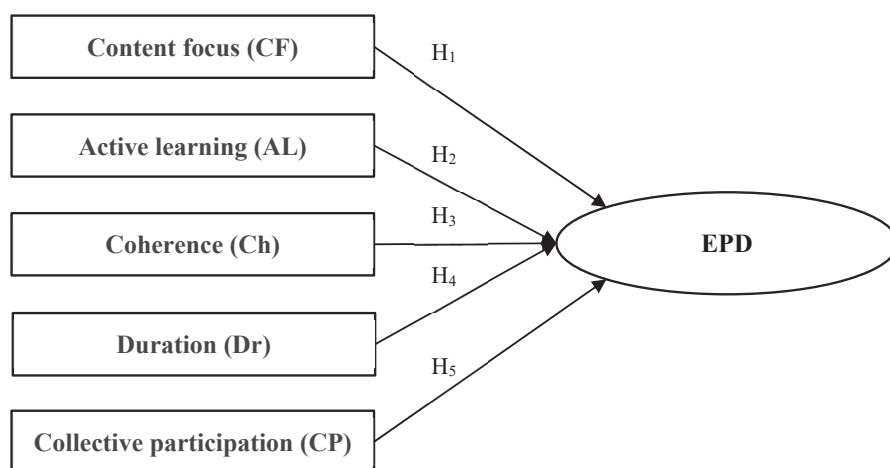 Content focus (CF)
H₁
Active learning (AL)
H₂
Coherence (Ch)
H₃
EPD
H₄
Duration (Dr)
H₅
Collective participation (CP)